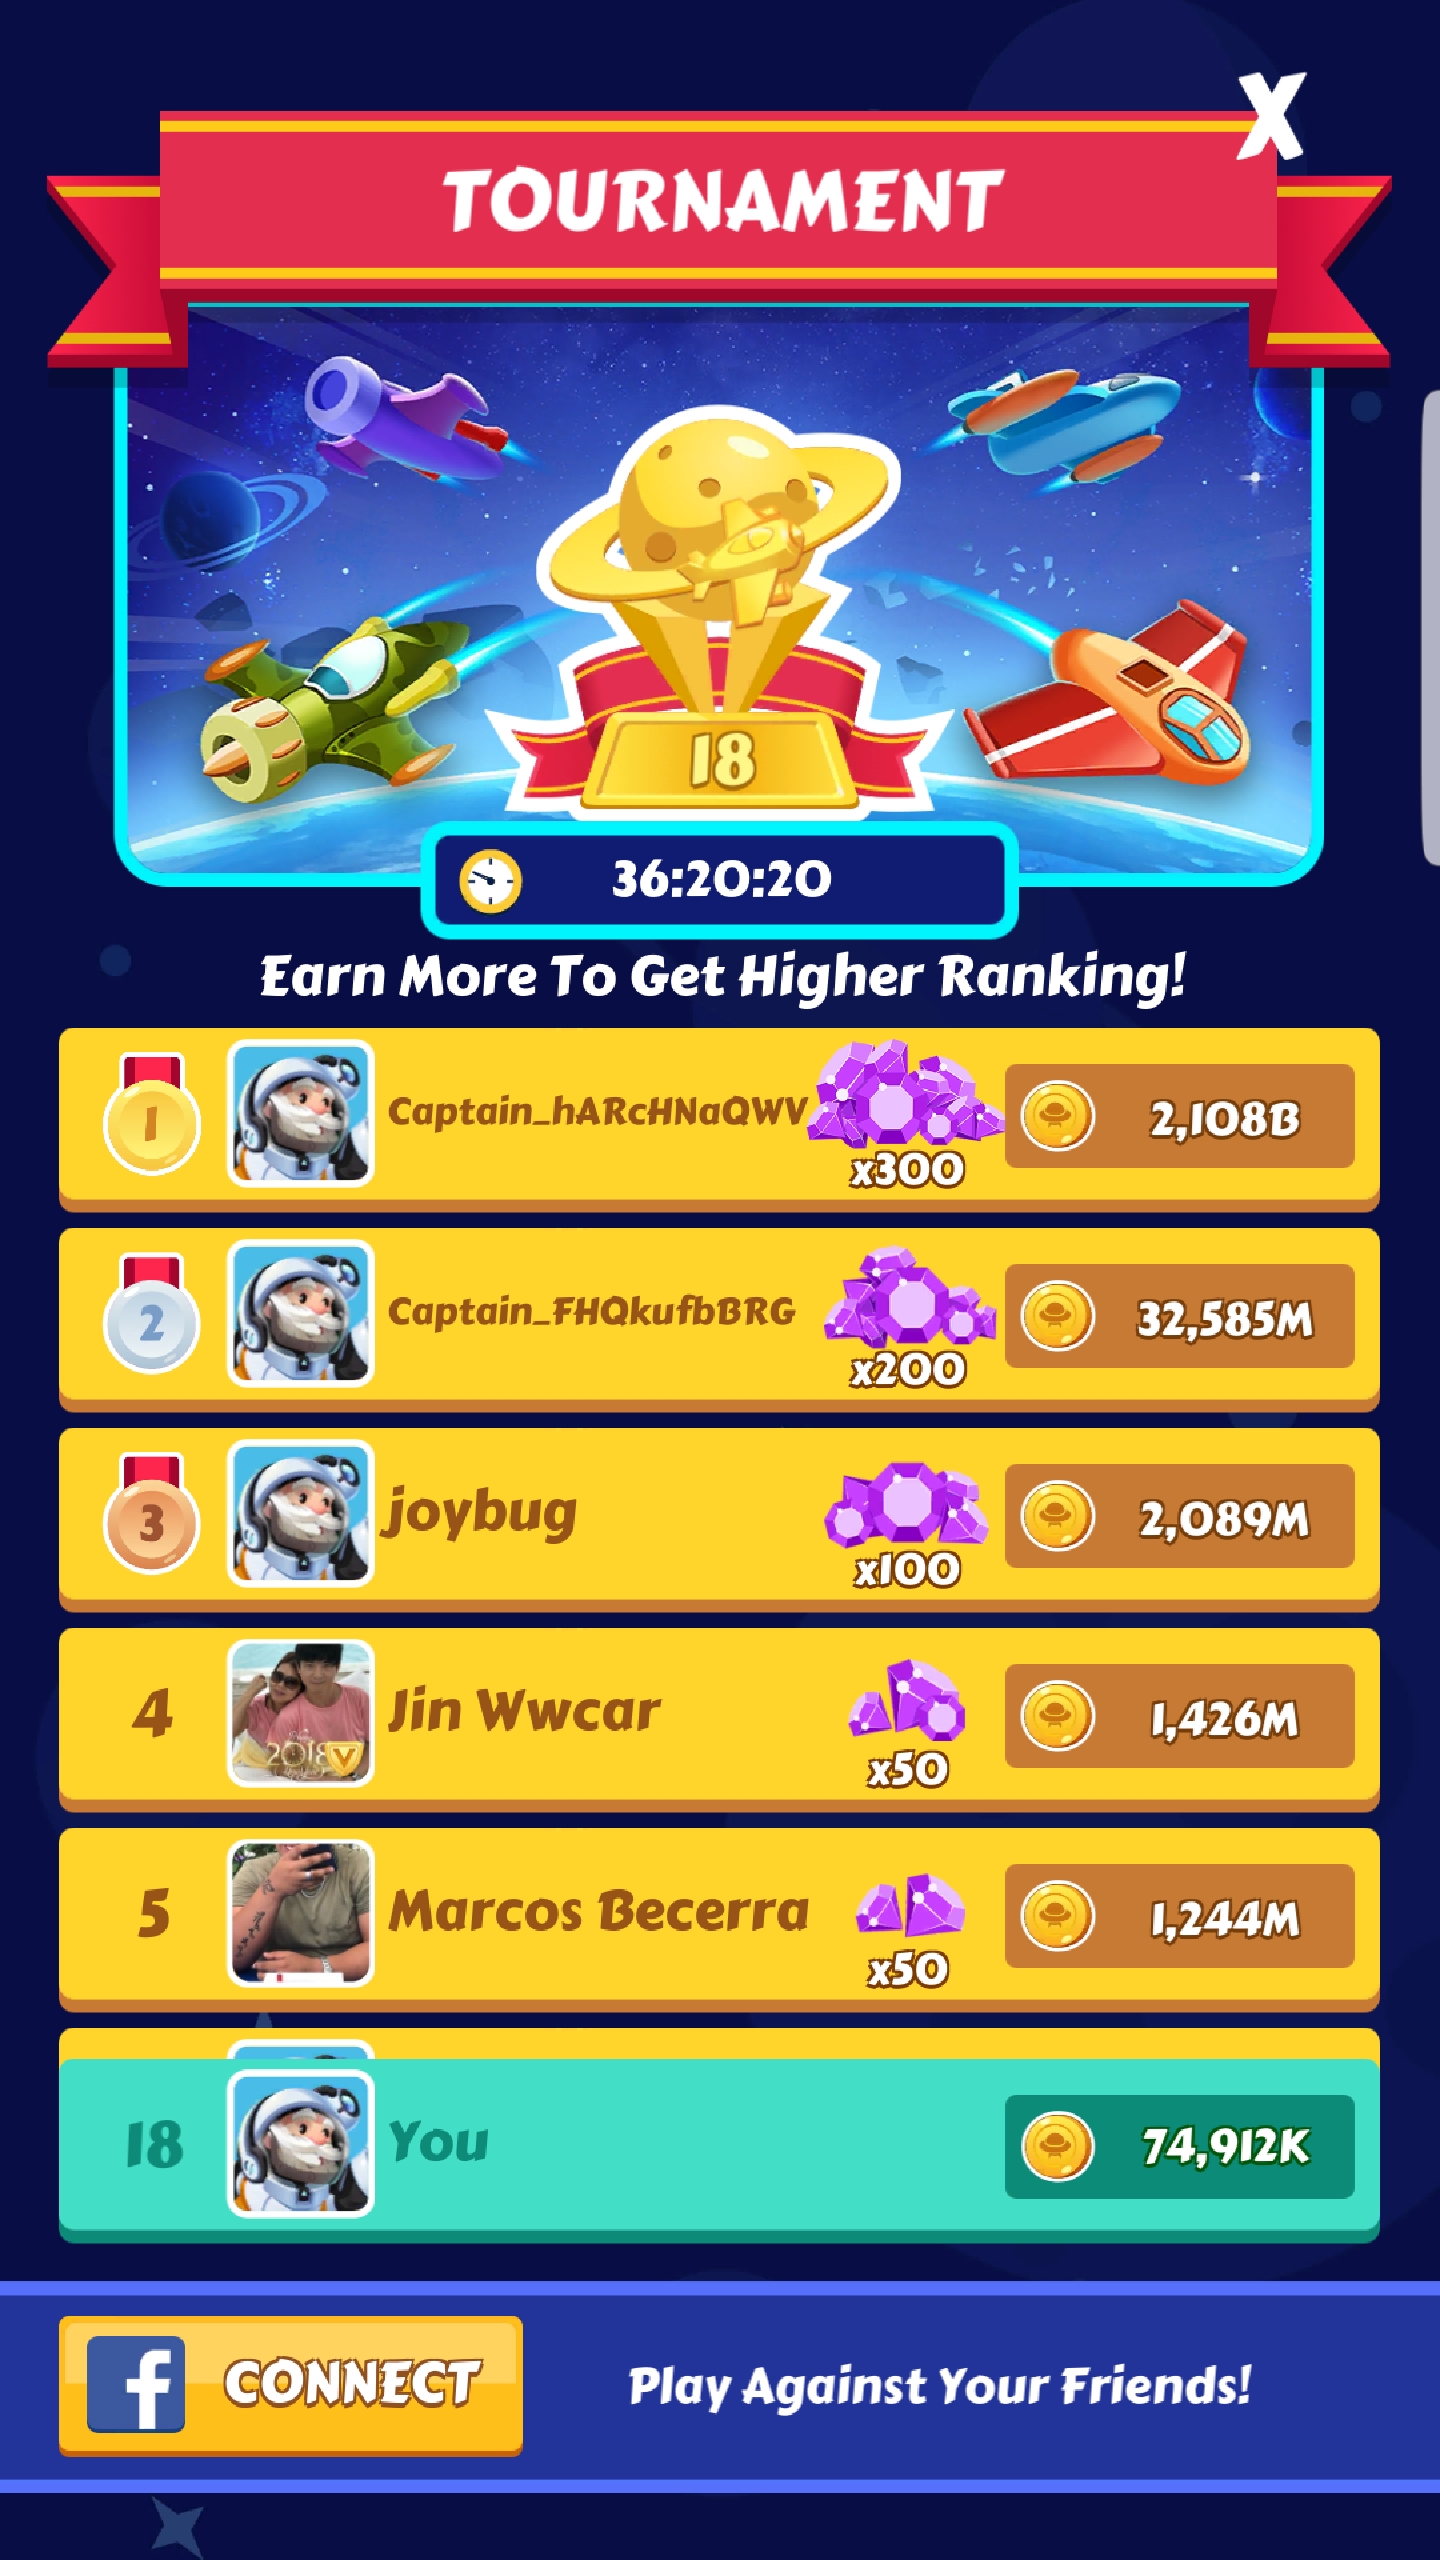 X
TOURNAMENT
18
36:20:20
Earn More To Get Higher Ranking!
1 Captain_hARcHNaQWV x300 2,108B
2 Captain_FHQkufbBRG x200 32,585M
3 joybug x100 2,089M
2018
4 Jin Wwcar x50 1,426M
5 Marcos Becerra x50 1,244M
18 You 74,912K
f CONNECT Play Against Your Friends!